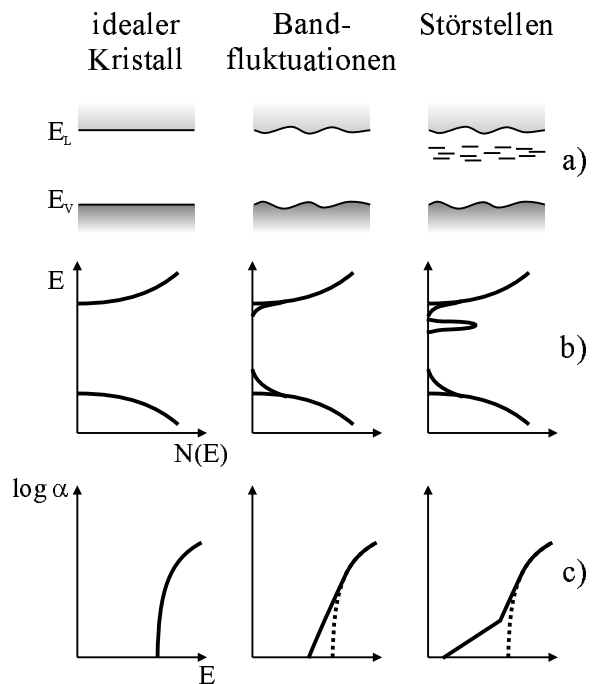 idealer
Kristall
Band-
fluktuationen
Störstellen
E_L
E_V
a)
E
N(E)
b)
log α
E
c)